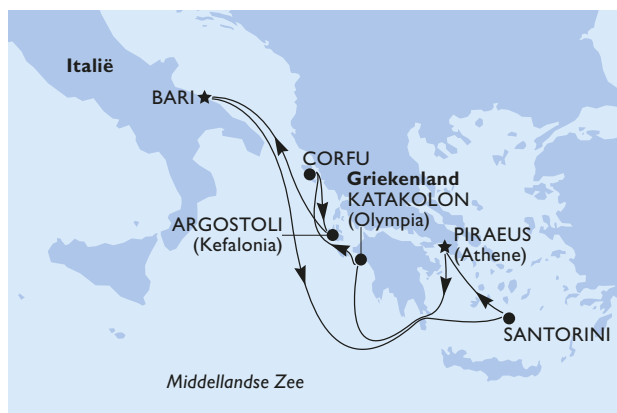 Italië
BARI
CORFU
Griekenland
KATAKOLON
(Olympia)
ARGOSTOLI
(Kefalonia)
PIRAEUS
(Athene)
SANTORINI
Middellandse Zee